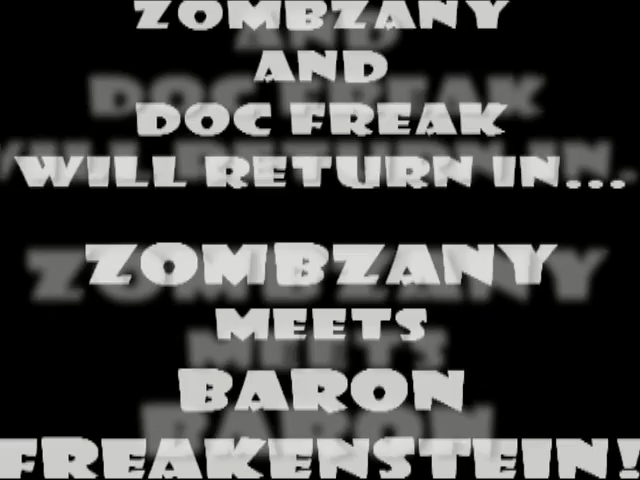 ZOMBZANY
AND
DOC FREAK
WILL RETURN IN...
ZOMBZANY
MEETS
BARON
FREAKENSTEIN!